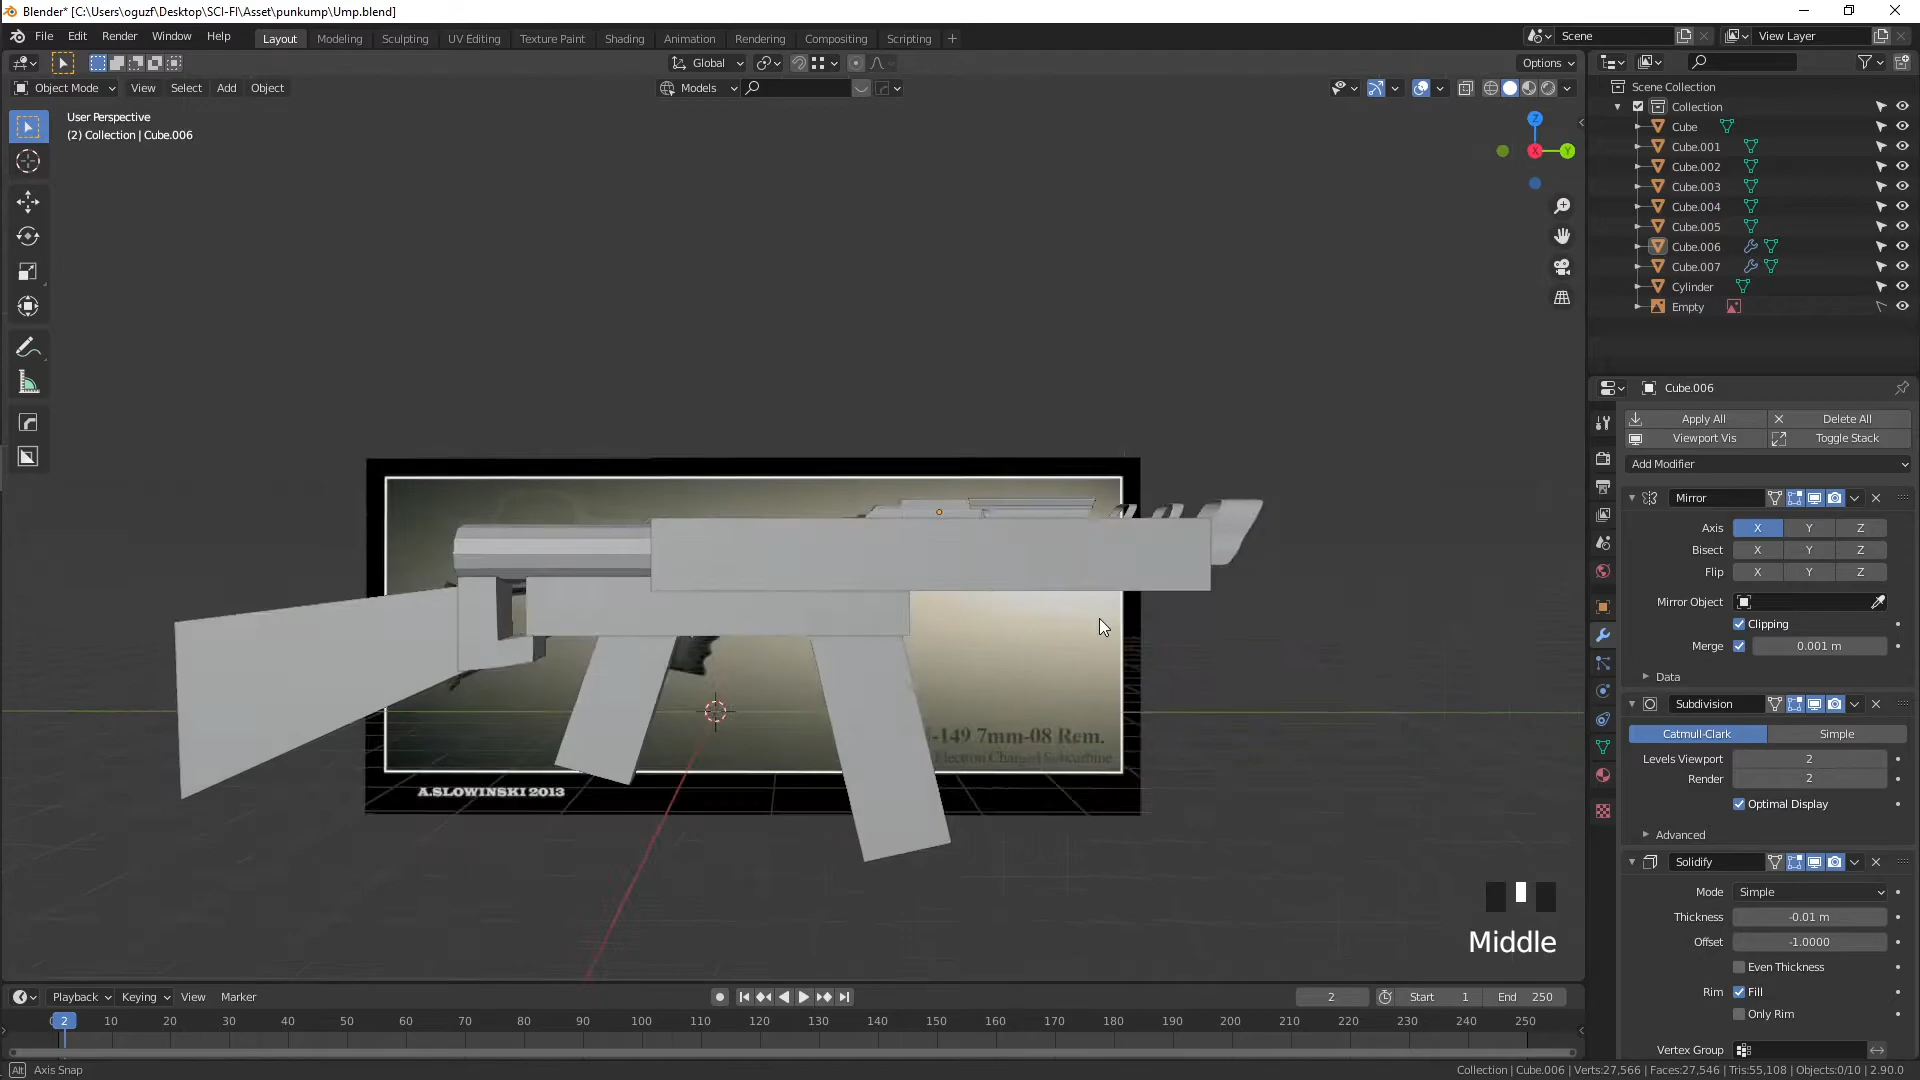 Blender* [C:\Users\oguzf\Desktop\SCI-FI\Asset\punkump\Ump.blend]
File Edit Render Window Help
Layout Modeling Sculpting UV Editing Texture Paint Shading Animation Rendering Compositing Scripting
Scene
View Layer
Global
Options
Object Mode View Select Add Object
Models
User Perspective
(2) Collection | Cube.006
Z
X
Y
Scene Collection
Collection
Cube
Cube.001
Cube.002
Cube.003
Cube.004
Cube.005
Cube.006
Cube.007
Cylinder
Empty
Cube.006
Apply All Delete All
Viewport Vis Toggle Stack
Add Modifier
Mirror
Axis X Y Z
Bisect X Y Z
Flip X Y Z
Mirror Object
Clipping
Merge 0.001 m
Data
Subdivision
Catmull-Clark Simple
Levels Viewport 2
Render 2
Optimal Display
Advanced
Solidify
Mode Simple
Thickness -0.01 m
Offset -1.0000
Even Thickness
Rim Fill
Only Rim
Vertex Group
-149 7mm-08 Rem.
A.SLOWINSKI 2013
Middle
Playback Keying View Marker
2
Start 1 End 250
2 10 20 30 40 50 60 70 80 90 100 110 120 130 140 150 160 170 180 190 200 210 220 230 240 250
Alt Axis Snap
Collection | Cube.006 | Verts:27,566 | Faces:27,546 | Tris:55,108 | Objects:0/10 | 2.90.0